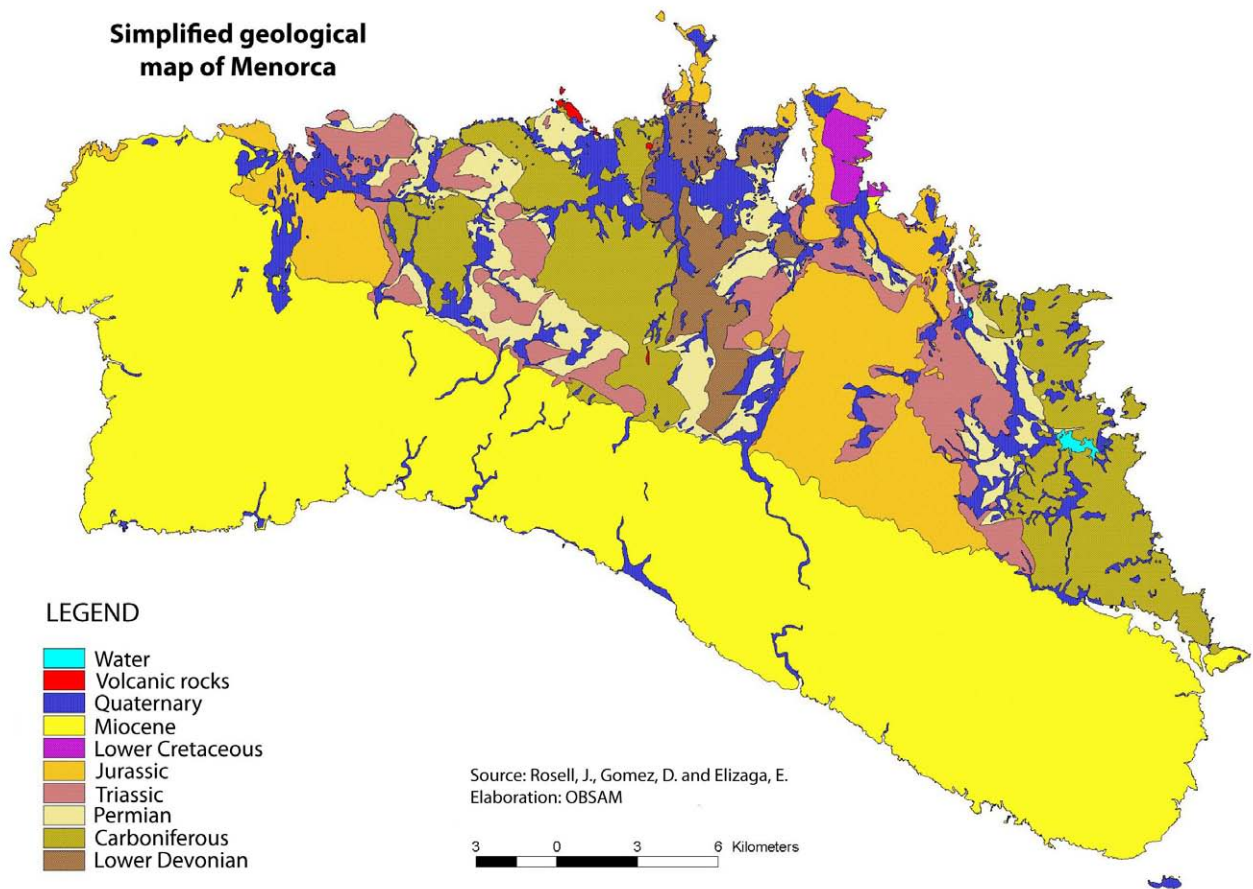 Simplified geological
map of Menorca
LEGEND
Water
Volcanic rocks
Quaternary
Miocene
Lower Cretaceous
Jurassic
Triassic
Permian
Carboniferous
Lower Devonian
Source: Rosell, J., Gomez, D. and Elizaga, E.
Elaboration: OBSAM
3 0 3 6 Kilometers